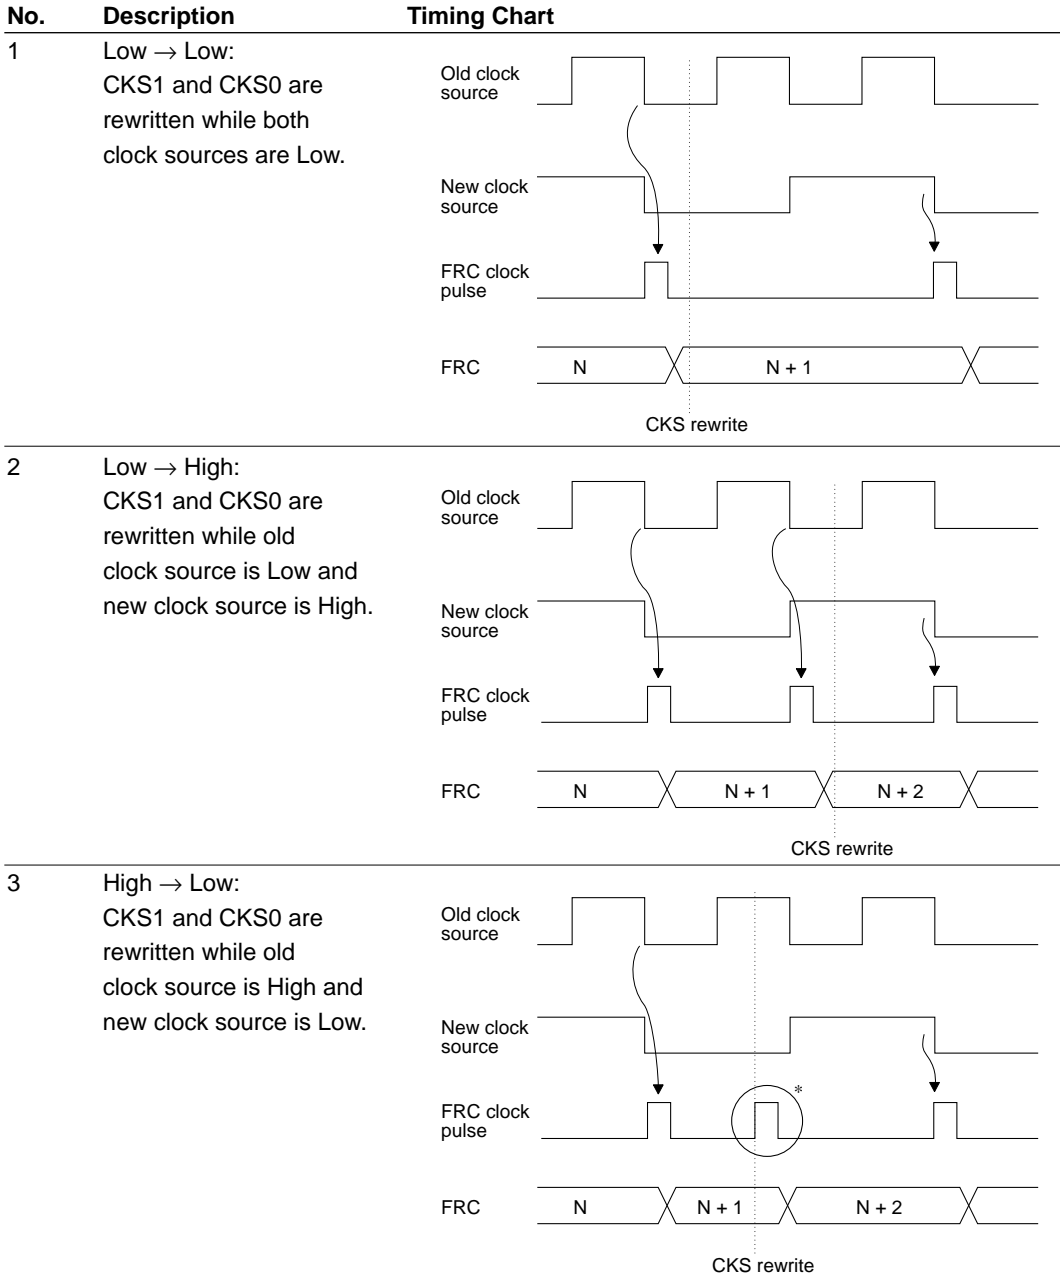 No. Description Timing Chart
1 Low → Low:
CKS1 and CKS0 are
rewritten while both
clock sources are Low.
Old clock
source
New clock
source
FRC clock
pulse
FRC N N + 1
CKS rewrite
2 Low → High:
CKS1 and CKS0 are
rewritten while old
clock source is Low and
new clock source is High.
Old clock
source
New clock
source
FRC clock
pulse
FRC N N + 1 N + 2
CKS rewrite
3 High → Low:
CKS1 and CKS0 are
rewritten while old
clock source is High and
new clock source is Low.
Old clock
source
New clock
source
*
FRC clock
pulse
FRC N N + 1 N + 2
CKS rewrite